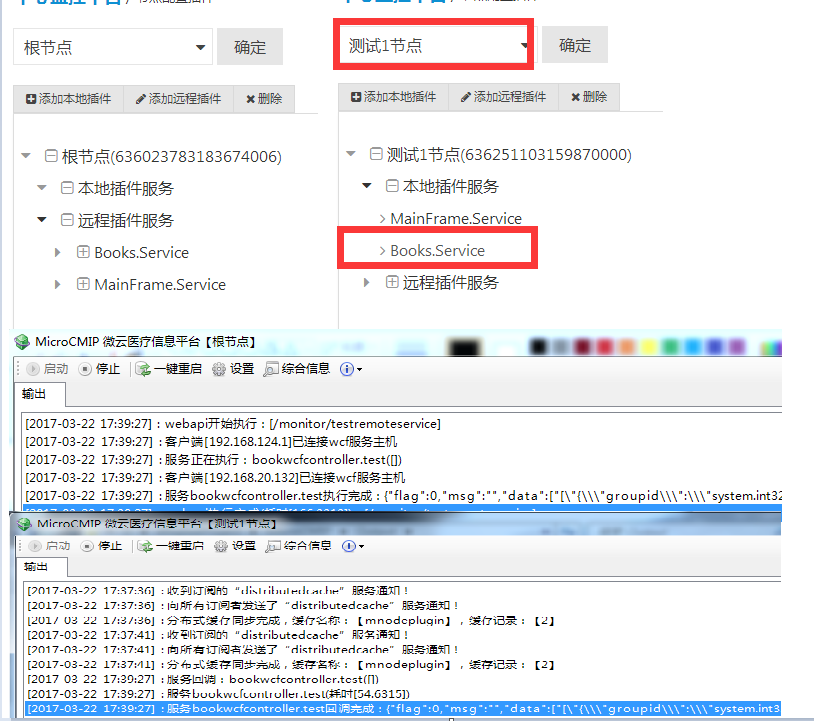 根节点
确定
添加本地插件 添加远程插件 删除
根节点(636023783183674006)
本地插件服务
远程插件服务
Books.Service
MainFrame.Service
测试1节点
确定
添加本地插件 添加远程插件 删除
测试1节点(636251103159870000)
本地插件服务
MainFrame.Service
Books.Service
远程插件服务
MicroCMIP 微云医疗信息平台【根节点】
启动 停止 一键重启 设置 综合信息
输出
[2017-03-22 17:39:27] : webapi开始执行：[/monitor/testremoteservice]
[2017-03-22 17:39:27] : 客户端[192.168.124.1]已连接wcf服务主机
[2017-03-22 17:39:27] : 服务正在执行：bookwcfcontroller.test([])
[2017-03-22 17:39:27] : 客户端[192.168.20.132]已连接wcf服务主机
[2017-03-22 17:39:27] : 服务bookwcfcontroller.test执行完成：{"flag":0,"msg":"","data":["[\"{\\\"groupid\\\":\\\"system.int32
MicroCMIP 微云医疗信息平台【测试1节点】
启动 停止 一键重启 设置 综合信息
输出
[2017-03-22 17:37:36] : 收到订阅的“distributedcache”服务通知！
[2017-03-22 17:37:36] : 向所有订阅者发送了“distributedcache”服务通知！
[2017-03-22 17:37:36] : 分布式缓存同步完成，缓存名称：【mnodeplugin】，缓存记录：【2】
[2017-03-22 17:37:41] : 收到订阅的“distributedcache”服务通知！
[2017-03-22 17:37:41] : 向所有订阅者发送了“distributedcache”服务通知！
[2017-03-22 17:37:41] : 分布式缓存同步完成，缓存名称：【mnodeplugin】，缓存记录：【2】
[2017-03-22 17:39:27] : 服务回调：bookwcfcontroller.test([])
[2017-03-22 17:39:27] : 服务bookwcfcontroller.test(耗时[54.6315])
[2017-03-22 17:39:27] : 服务bookwcfcontroller.test回调完成：{"flag":0,"msg":"","data":["[\"{\\\"groupid\\\":\\\"system.int3